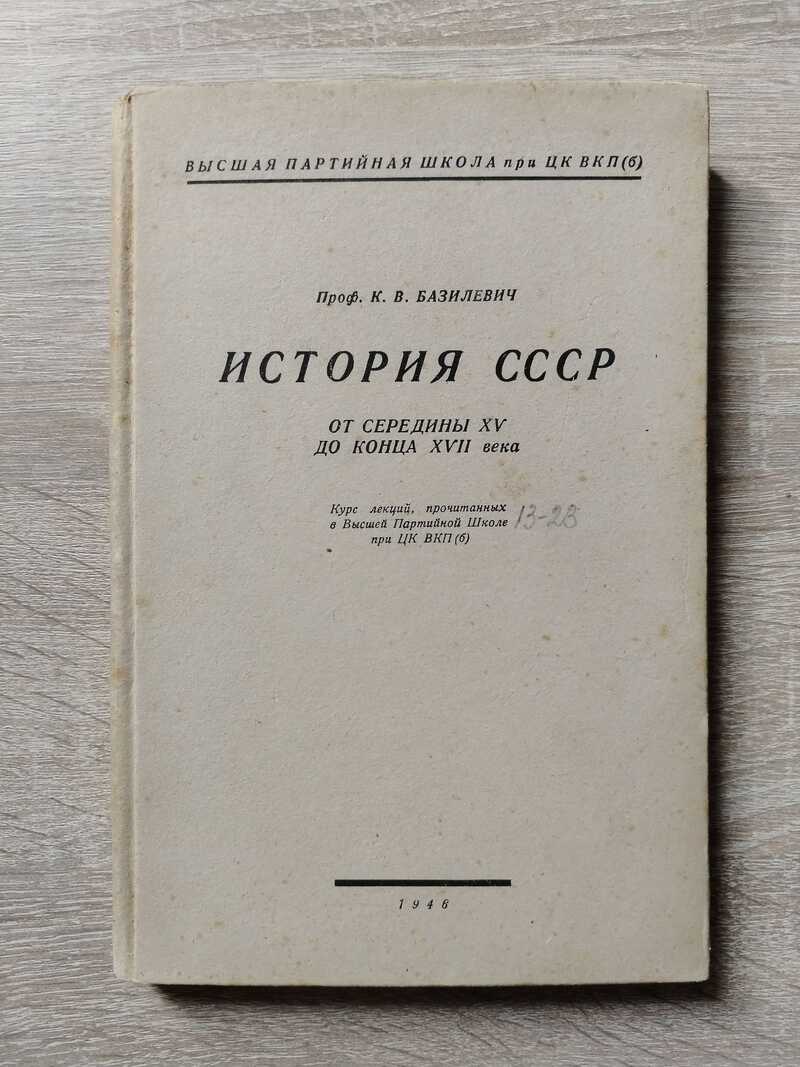 ВЫСШАЯ ПАРТИЙНАЯ ШКОЛА при ЦК ВКП(б)
Проф. К. В. БАЗИЛЕВИЧ
ИСТОРИЯ СССР
ОТ СЕРЕДИНЫ XV
ДО КОНЦА XVII века
Курс лекций, прочитанных
в Высшей Партийной Школе 13-28
при ЦК ВКП(б)
1946